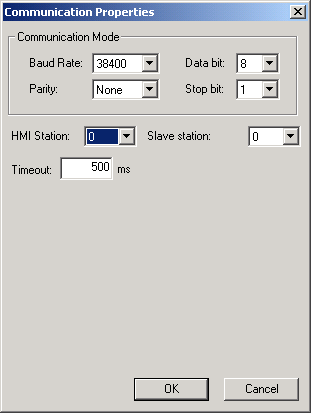 Communication Properties
Communication Mode
Baud Rate: 38400 Data bit: 8
Parity: None Stop bit: 1
HMI Station: 0 Slave station: 0
Timeout: 500 ms
OK Cancel